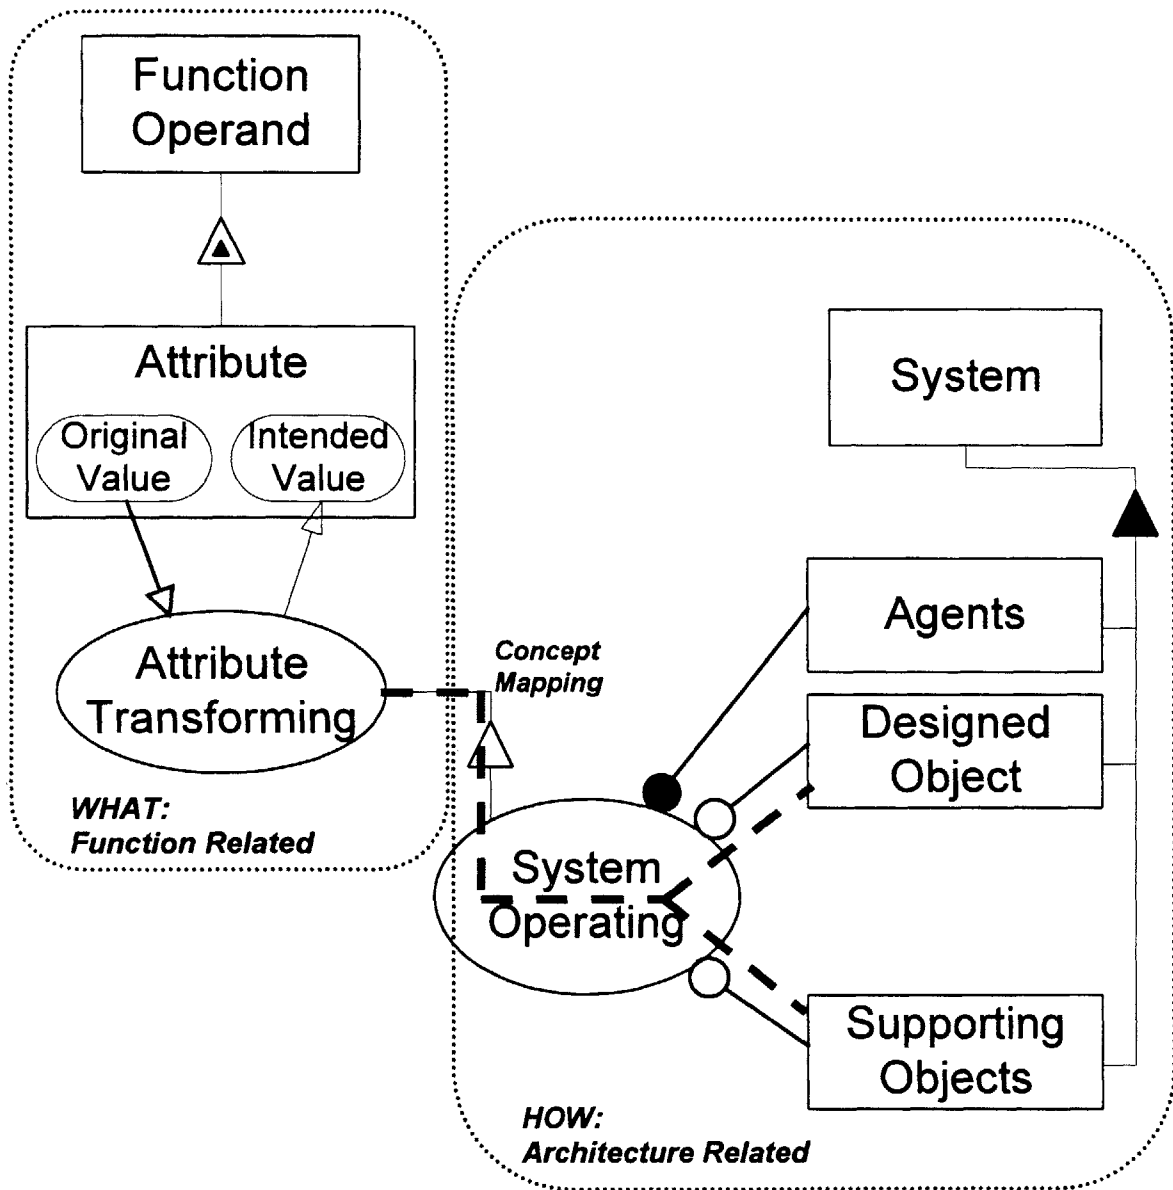 Function
Operand
Attribute
Original
Value
Intended
Value
Attribute
Transforming
WHAT:
Function Related
Concept
Mapping
System
Agents
Designed
Object
System
Operating
Supporting
Objects
HOW:
Architecture Related